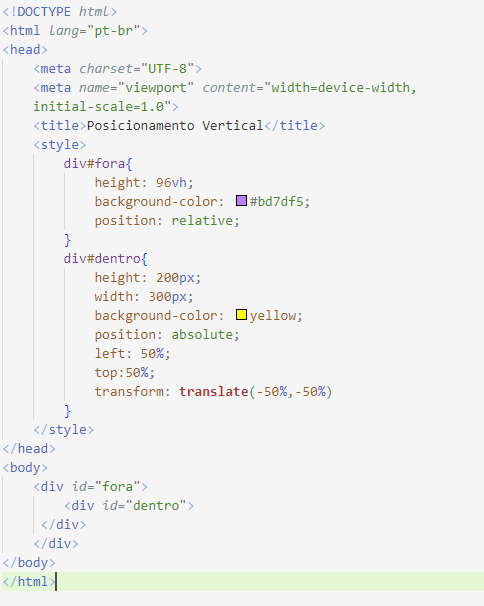 <!DOCTYPE html>
<html lang="pt-br">
<head>
    <meta charset="UTF-8">
    <meta name="viewport" content="width=device-width,
    initial-scale=1.0">
    <title>Posicionamento Vertical</title>
    <style>
        div#fora{
            height: 96vh;
            background-color: #bd7df5;
            position: relative;
        }
        div#dentro{
            height: 200px;
            width: 300px;
            background-color: yellow;
            position: absolute;
            left: 50%;
            top:50%;
            transform: translate(-50%,-50%)
        }
    </style>
</head>
<body>
    <div id="fora">
        <div id="dentro">
     </div>
    </div>
</body>
</html>